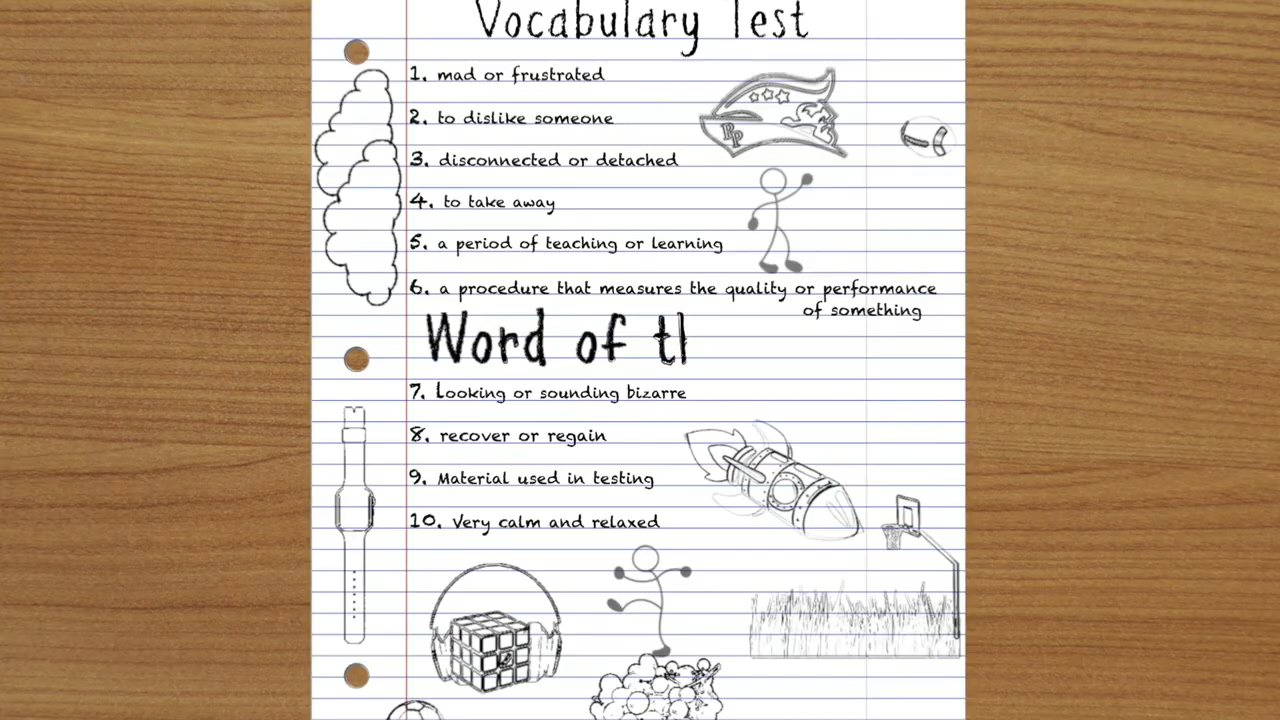 Vocabulary Test
1. mad or frustrated
2. to dislike someone
PP
3. disconnected or detached
4. to take away
5. a period of teaching or learning
6. a procedure that measures the quality or performance
of something
Word of tl
7. Looking or sounding bizarre
8. recover or regain
9. Material used in testing
10. Very calm and relaxed